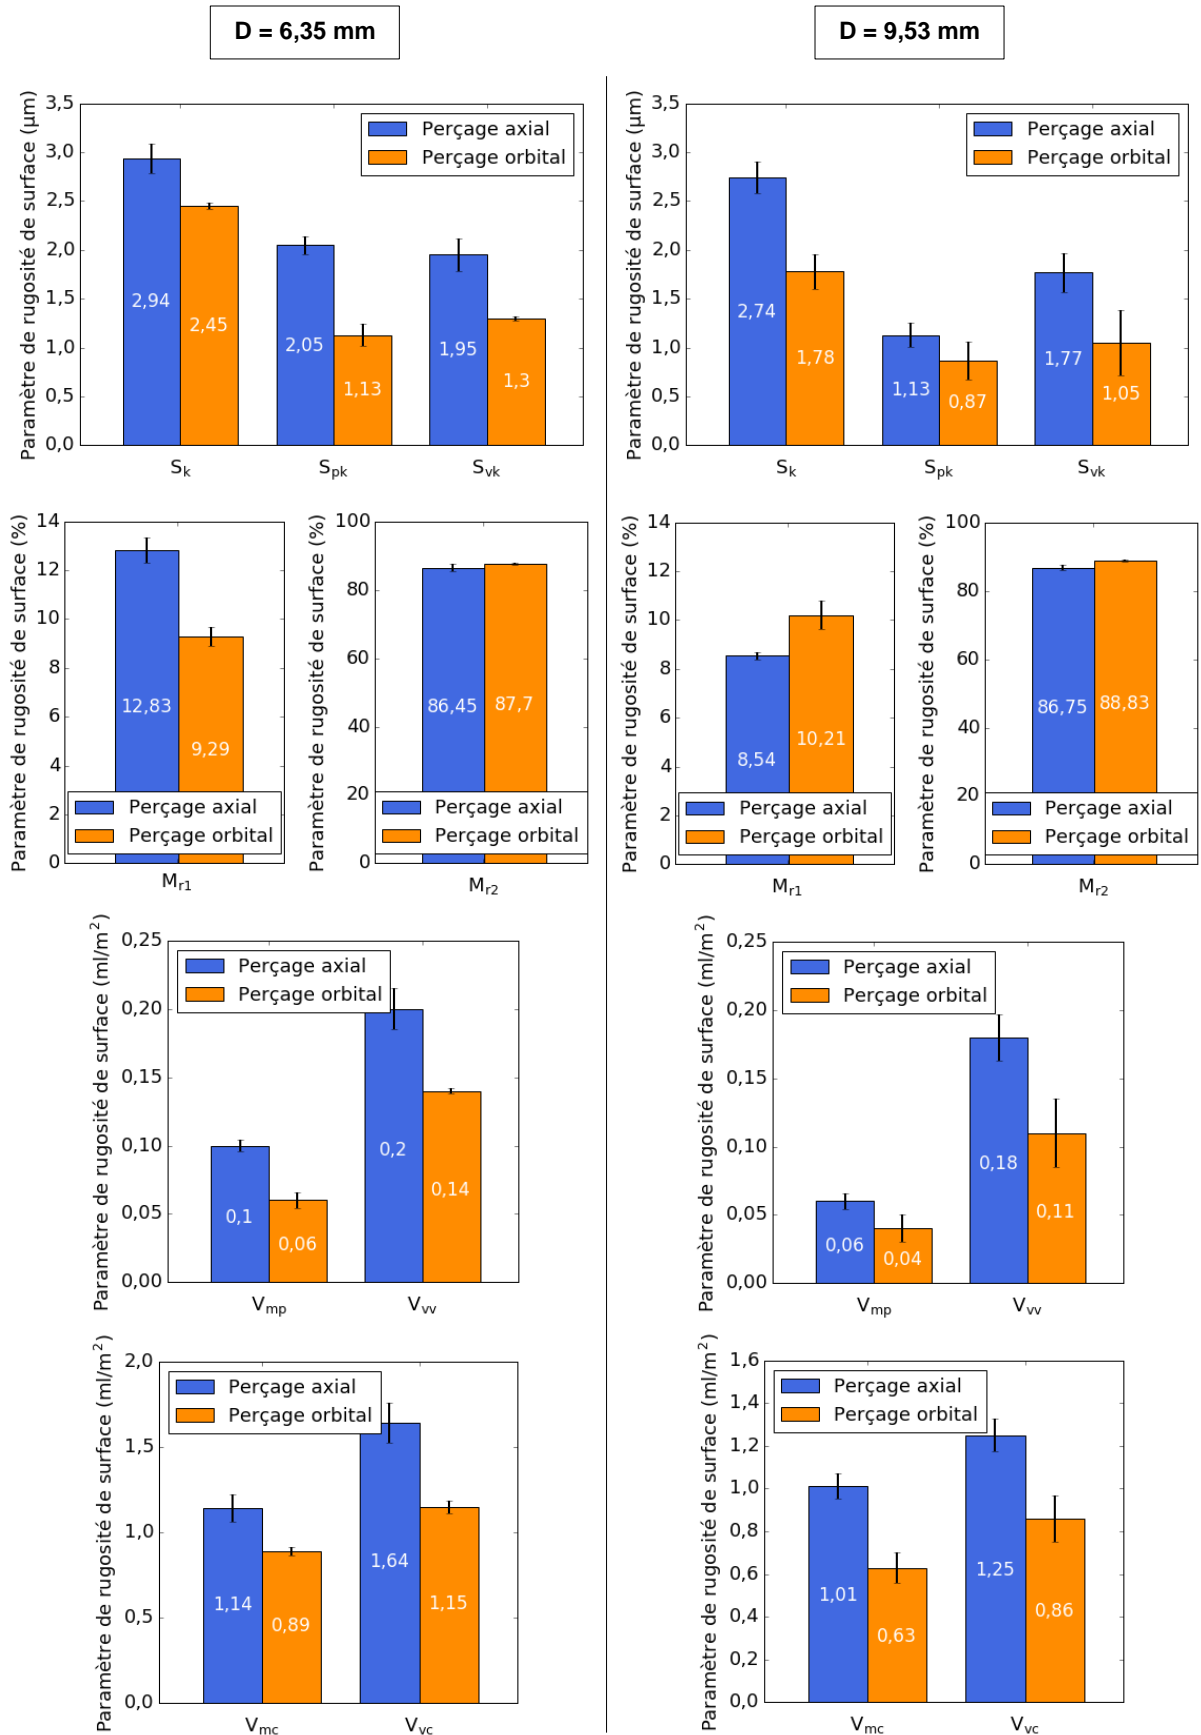 D = 6,35 mm
D = 9,53 mm
Paramètre de rugosité de surface (µm)
3,5
3,0
2,5
2,0
1,5
1,0
0,5
0,0
Perçage axial
Perçage orbital
2,94
2,45
2,05
1,13
1,95
1,3
Sk
Spk
Svk
Paramètre de rugosité de surface (µm)
3,5
3,0
2,5
2,0
1,5
1,0
0,5
0,0
Perçage axial
Perçage orbital
2,74
1,78
1,13
0,87
1,77
1,05
Sk
Spk
Svk
Paramètre de rugosité de surface (%)
14
12
10
8
6
4
2
0
12,83
9,29
Perçage axial
Perçage orbital
Mr1
Paramètre de rugosité de surface (%)
100
80
60
40
20
0
86,45
87,7
Perçage axial
Perçage orbital
Mr2
Paramètre de rugosité de surface (%)
14
12
10
8
6
4
2
0
8,54
10,21
Perçage axial
Perçage orbital
Mr1
Paramètre de rugosité de surface (%)
100
80
60
40
20
0
86,75
88,83
Perçage axial
Perçage orbital
Mr2
Paramètre de rugosité de surface (ml/m²)
0,25
0,20
0,15
0,10
0,05
0,00
Perçage axial
Perçage orbital
0,1
0,06
0,2
0,14
Vmp
Vvv
Paramètre de rugosité de surface (ml/m²)
0,25
0,20
0,15
0,10
0,05
0,00
Perçage axial
Perçage orbital
0,06
0,04
0,18
0,11
Vmp
Vvv
Paramètre de rugosité de surface (ml/m²)
2,0
1,5
1,0
0,5
0,0
Perçage axial
Perçage orbital
1,14
0,89
1,64
1,15
Vmc
Vvc
Paramètre de rugosité de surface (ml/m²)
1,6
1,4
1,2
1,0
0,8
0,6
0,4
0,2
0,0
Perçage axial
Perçage orbital
1,01
0,63
1,25
0,86
Vmc
Vvc